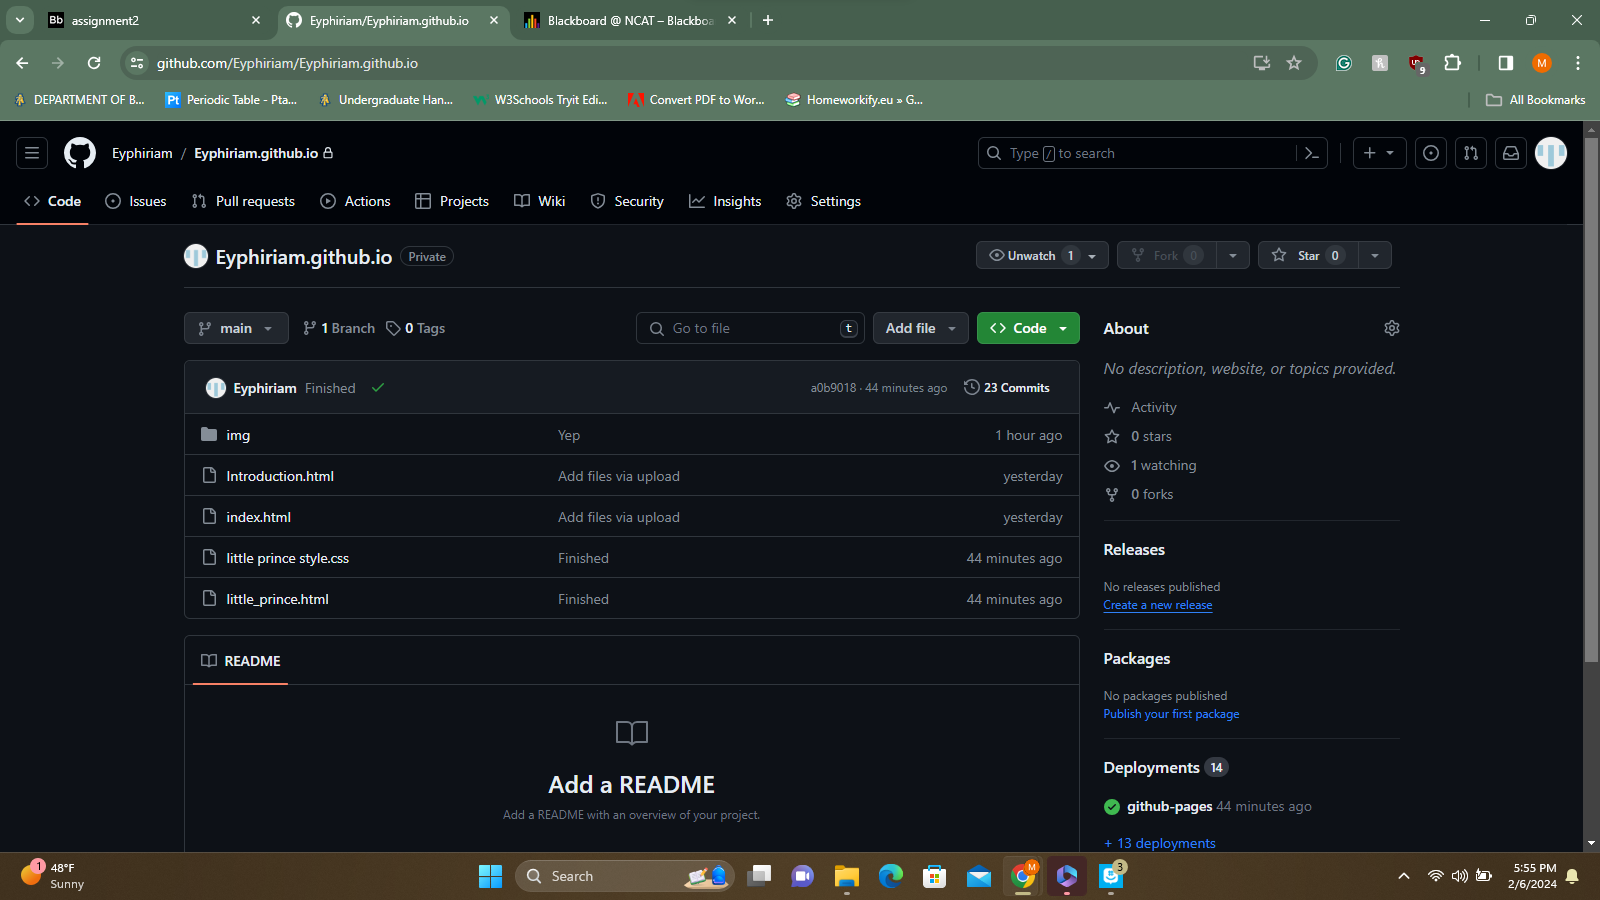 Bb assignment2
Eyphiriam/Eyphiriam.github.io
Blackboard @ NCAT – Blackboa
github.com/Eyphiriam/Eyphiriam.github.io
9
M
DEPARTMENT OF B...
Pt Periodic Table - Pta...
Undergraduate Han...
W3Schools Tryit Edi...
Convert PDF to Wor...
Homeworkify.eu » G...
All Bookmarks
Eyphiriam / Eyphiriam.github.io
Type / to search
Code
Issues
Pull requests
Actions
Projects
Wiki
Security
Insights
Settings
Eyphiriam.github.io Private
Unwatch 1
Fork 0
Star 0
main
1 Branch
0 Tags
Go to file t
Add file
<> Code
About
No description, website, or topics provided.
Eyphiriam Finished
a0b9018 · 44 minutes ago
23 Commits
img Yep 1 hour ago
Introduction.html Add files via upload yesterday
index.html Add files via upload yesterday
little prince style.css Finished 44 minutes ago
little_prince.html Finished 44 minutes ago
Activity
0 stars
1 watching
0 forks
Releases
No releases published
Create a new release
README
Add a README
Add a README with an overview of your project.
Packages
No packages published
Publish your first package
Deployments 14
github-pages 44 minutes ago
+ 13 deployments
1
48°F
Sunny
Search
M
3
5:55 PM
2/6/2024